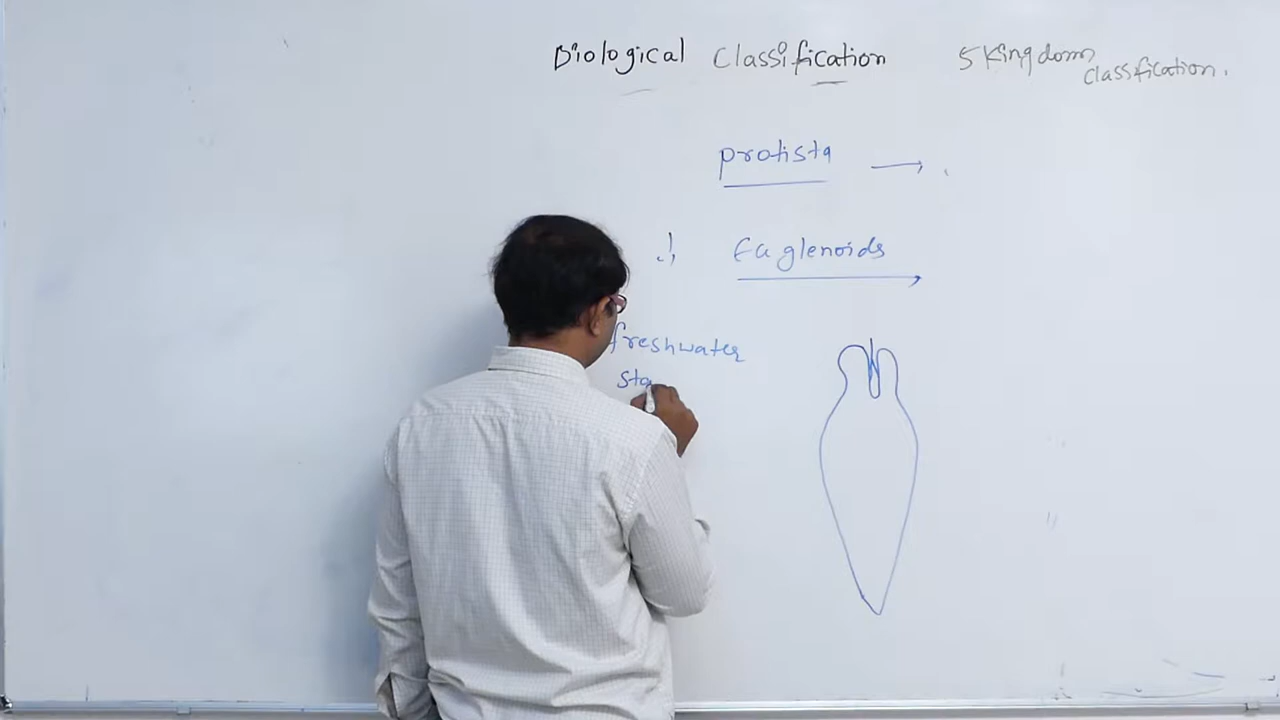 Biological Classification 5 Kingdom
classification.
protista →
Euglenoids
freshwater
sta